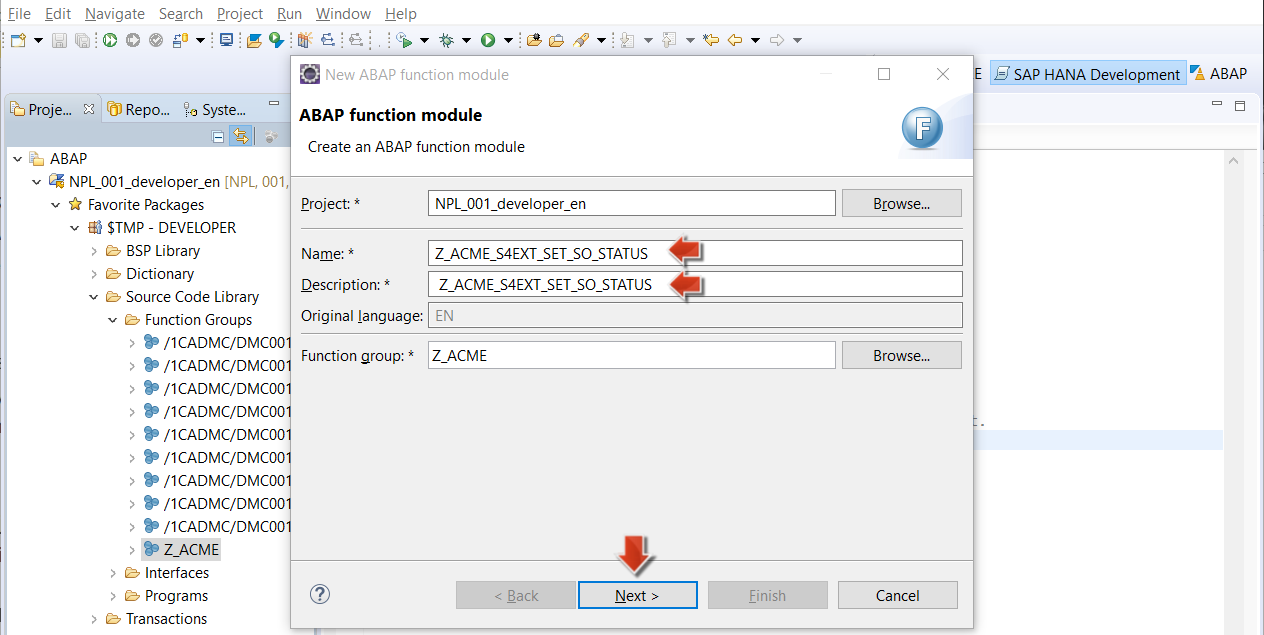 File Edit Navigate Search Project Run Window Help
E SAP HANA Development ABAP
Proje... Repo... Syste...
ABAP
NPL_001_developer_en [NPL, 001,
Favorite Packages
$TMP - DEVELOPER
BSP Library
Dictionary
Source Code Library
Function Groups
/1CADMC/DMC001
/1CADMC/DMC001
/1CADMC/DMC001
/1CADMC/DMC001
/1CADMC/DMC001
/1CADMC/DMC001
/1CADMC/DMC001
/1CADMC/DMC001
/1CADMC/DMC001
Z_ACME
Interfaces
Programs
Transactions
New ABAP function module
ABAP function module
Create an ABAP function module
F
Project: * NPL_001_developer_en Browse...
Name: * Z_ACME_S4EXT_SET_SO_STATUS
Description: * Z_ACME_S4EXT_SET_SO_STATUS
Original language: EN
Function group: * Z_ACME Browse...
? < Back Next > Finish Cancel